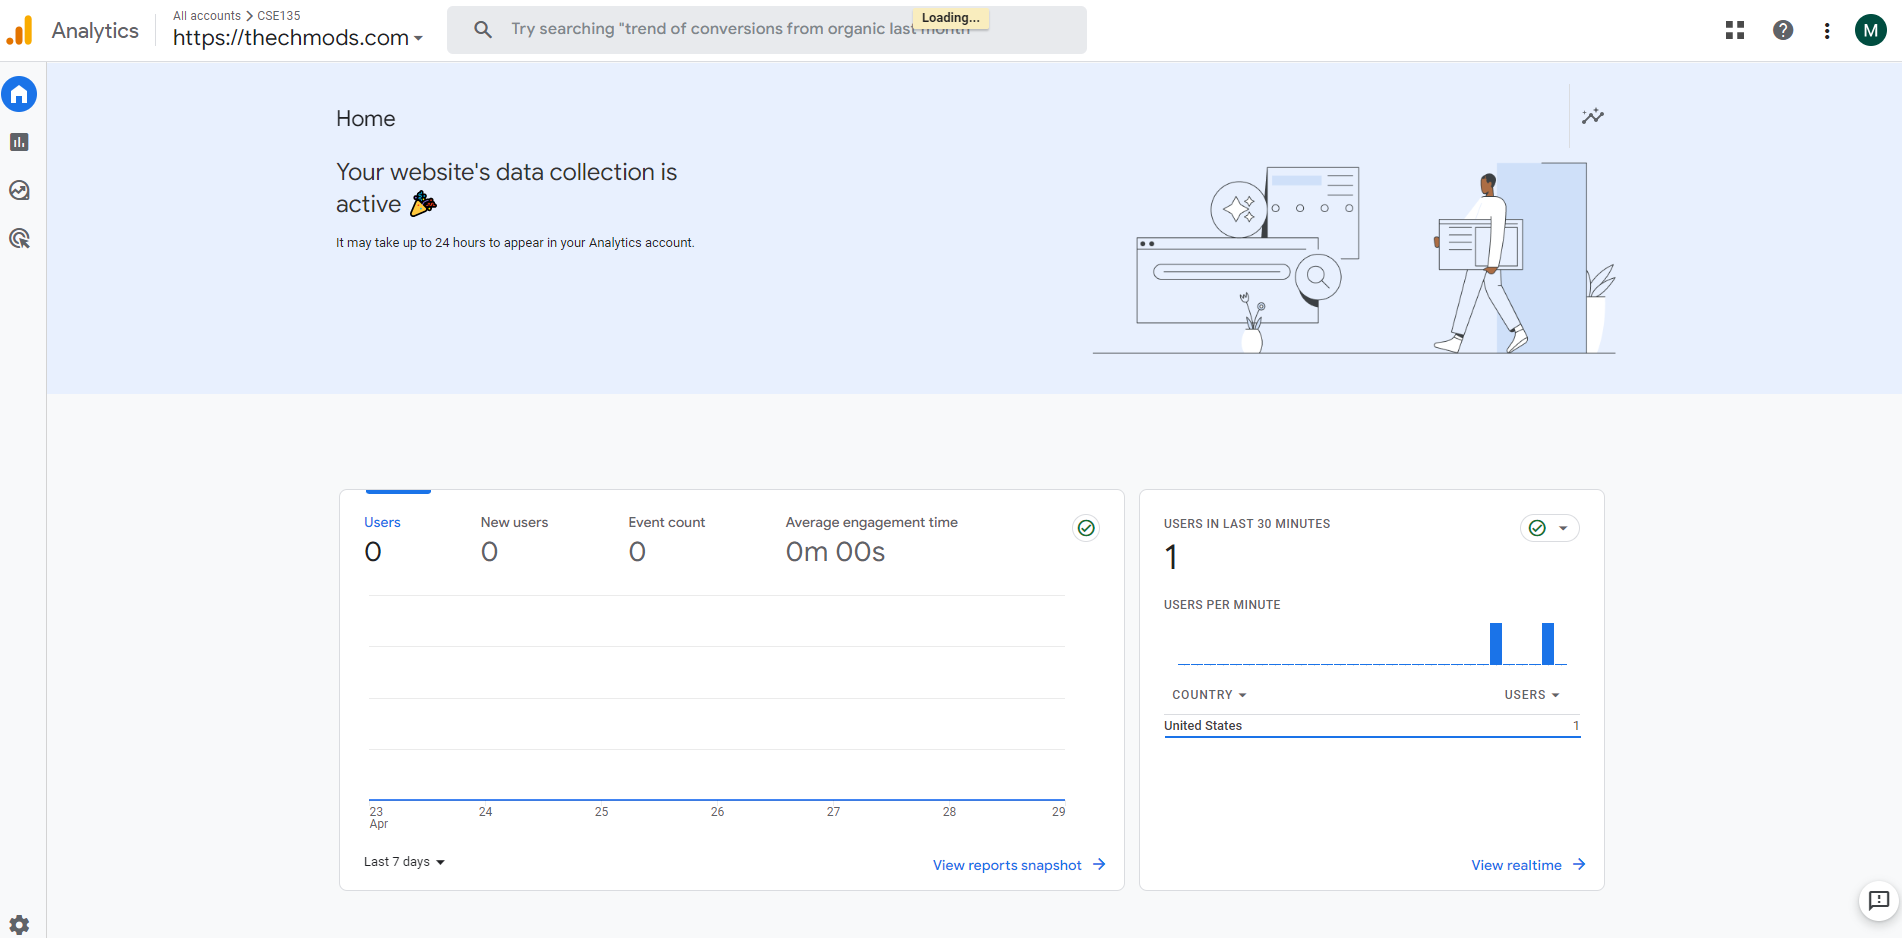 Analytics
All accounts > CSE135
https://thechmods.com
Try searching "trend of conversions from organic last month"
Loading...
M
Home
Your website's data collection is
active 🎉
It may take up to 24 hours to appear in your Analytics account.
Users
0
New users
0
Event count
0
Average engagement time
0m 00s
23
Apr
24
25
26
27
28
29
Last 7 days
View reports snapshot
USERS IN LAST 30 MINUTES
1
USERS PER MINUTE
COUNTRY
USERS
United States
1
View realtime